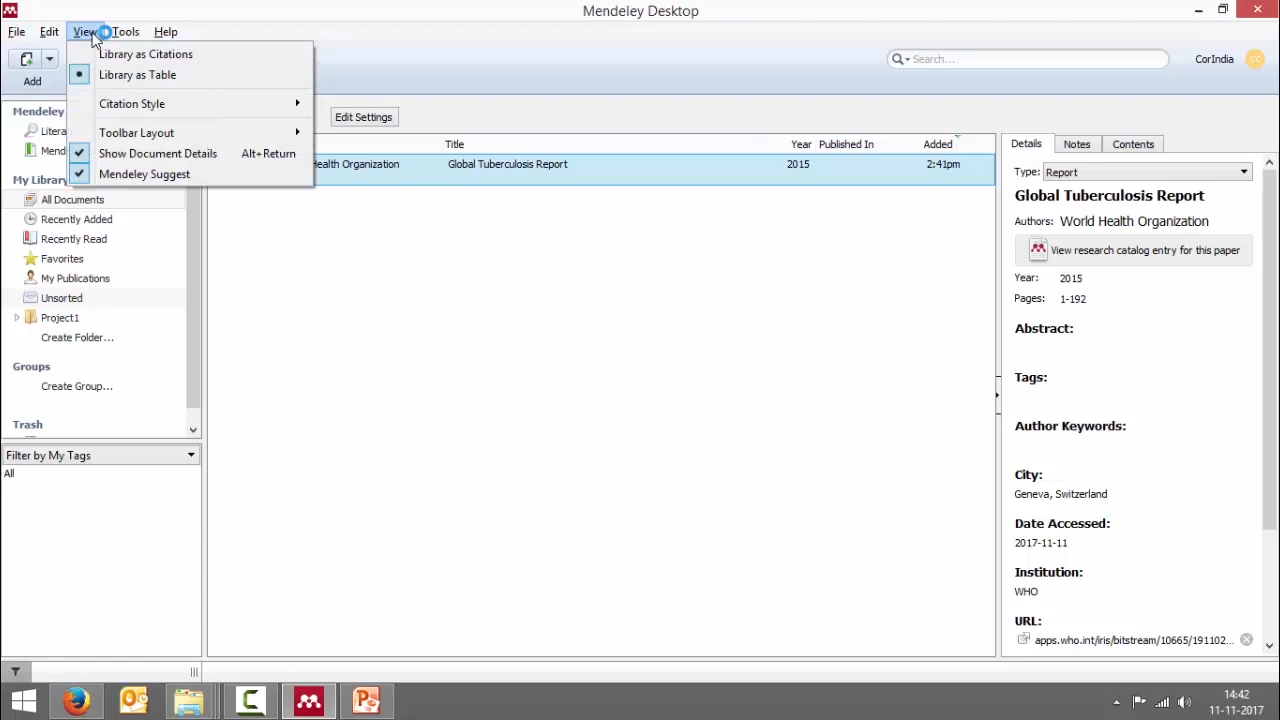 Mendeley Desktop
File Edit View Tools Help
Library as Citations
Library as Table
Citation Style
Toolbar Layout
Show Document Details Alt+Return
Mendeley Suggest
Add
Search...
CorIndia CC
Mendeley
Litera
Mend
My Library
All Documents
Recently Added
Recently Read
Favorites
My Publications
Unsorted
Project1
Create Folder...
Groups
Create Group...
Trash
Filter by My Tags
All
Edit Settings
Title Year Published In Added
Health Organization Global Tuberculosis Report 2015 2:41pm
Details Notes Contents
Type: Report
Global Tuberculosis Report
Authors: World Health Organization
View research catalog entry for this paper
Year: 2015
Pages: 1-192
Abstract:
Tags:
Author Keywords:
City:
Geneva, Switzerland
Date Accessed:
2017-11-11
Institution:
WHO
URL:
apps.who.int/iris/bitstream/10665/191102...
14:42
11-11-2017